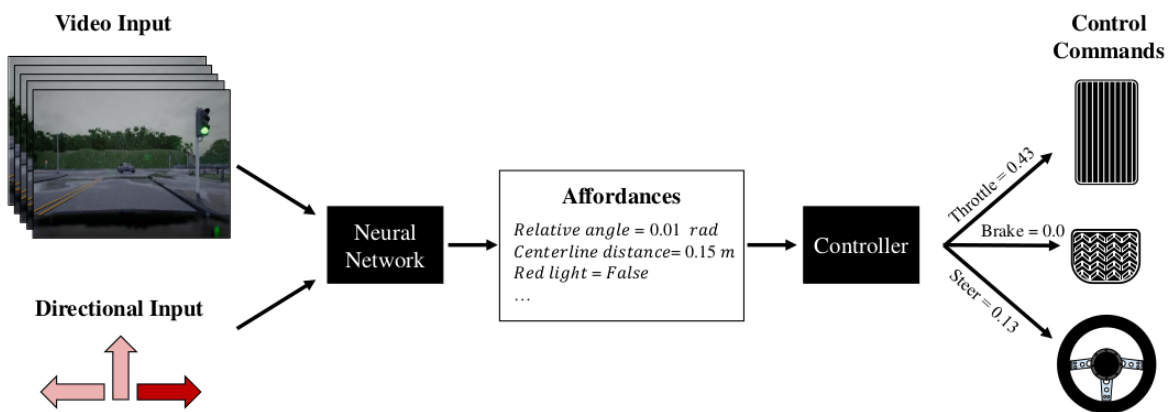 Video Input
Directional Input
Neural
Network
Affordances
Relative angle = 0.01 rad
Centerline distance= 0.15 m
Red light = False
…
Controller
Control
Commands
Throttle = 0.43
Brake = 0.0
Steer = 0.13